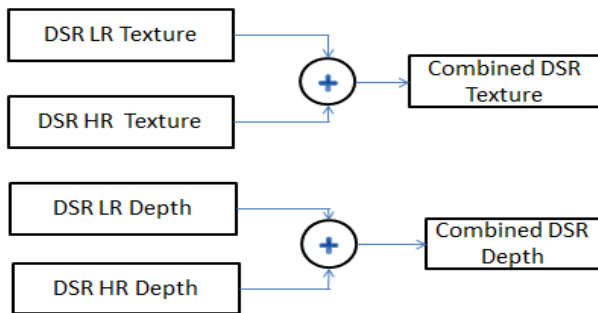 DSR LR Texture
DSR HR Texture
+
Combined DSR
Texture
DSR LR Depth
DSR HR Depth
+
Combined DSR
Depth